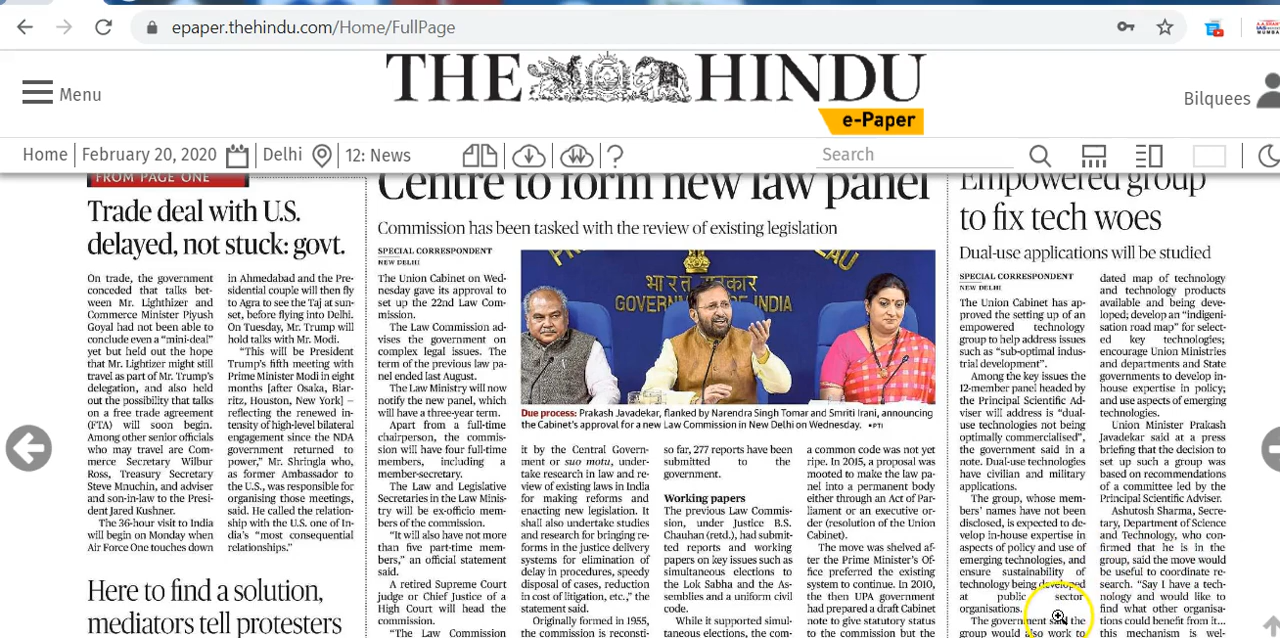 epaper.thehindu.com/Home/FullPage
Menu
THE HINDU
e-Paper
Bilquees
Home
February 20, 2020
Delhi
12: News
?
Search
FROM PAGE ONE
Trade deal with U.S.
delayed, not stuck: govt.
On trade, the government
conceded that talks bet-
ween Mr. Lighthizer and
Commerce Minister Piyush
Goyal had not been able to
conclude even a “mini-deal”
yet but held out the hope
that Mr. Lightizer might still
travel as part of Mr. Trump's
delegation, and also held
out the possibility that talks
on a free trade agreement
(FTA) will soon begin.
Among other senior officials
who may travel are Com-
merce Secretary Wilbur
Ross, Treasury Secretary
Steve Mnuchin, and adviser
and son-in-law to the Presi-
dent Jared Kushner.
The 36-hour visit to India
will begin on Monday when
Air Force One touches down
in Ahmedabad and the Pre-
sidential couple will then fly
to Agra to see the Taj at sun-
set, before flying into Delhi.
On Tuesday, Mr. Trump will
hold talks with Mr. Modi.
“This will be President
Trump's fifth meeting with
Prime Minister Modi in eight
months [after Osaka, Biar-
ritz, Houston, New York] –
reflecting the renewed in-
tensity of high-level bilateral
engagement since the NDA
government returned to
power,” Mr. Shringla who,
as former Ambassador to
the U.S., was responsible for
organising those meetings,
said. He called the relation-
ship with the U.S. one of In-
dia's “most consequential
relationships.”
Here to find a solution,
mediators tell protesters
Centre to form new law panel
Commission has been tasked with the review of existing legislation
SPECIAL CORRESPONDENT
NEW DELHI
The Union Cabinet on Wed-
nesday gave its approval to
set up the 22nd Law Com-
mission.
The Law Commission ad-
vises the government on
complex legal issues. The
term of the previous law pa-
nel ended last August.
The Law Ministry will now
notify the new panel, which
will have a three-year term.
Apart from a full-time
chairperson, the commis-
sion will have four full-time
members, including a
member-secretary.
The Law and Legislative
Secretaries in the Law Minis-
try will be ex-officio mem-
bers of the commission.
“It will also have not more
than five part-time mem-
bers,” an official statement
said.
A retired Supreme Court
judge or Chief Justice of a
High Court will head the
commission.
“The Law Commission
भारत सरकार
GOVERNMENT OF INDIA
Due process: Prakash Javadekar, flanked by Narendra Singh Tomar and Smriti Irani, announcing
the Cabinet's approval for a new Law Commission in New Delhi on Wednesday. •PTI
it by the Central Govern-
ment or suo motu, under-
take research in law and re-
view of existing laws in India
for making reforms and
enacting new legislation. It
shall also undertake studies
and research for bringing re-
forms in the justice delivery
systems for elimination of
delay in procedures, speedy
disposal of cases, reduction
in cost of litigation, etc.,” the
statement said.
Originally formed in 1955,
the commission is reconsti-
so far, 277 reports have been
submitted to the
government.
Working papers
The previous Law Commis-
sion, under Justice B.S.
Chauhan (retd.), had submit-
ted reports and working
papers on key issues such as
simultaneous elections to
the Lok Sabha and the As-
semblies and a uniform civil
code.
While it supported simul-
taneous elections, the com-
a common code was not yet
ripe. In 2015, a proposal was
mooted to make the law pa-
nel into a permanent body
either through an Act of Par-
liament or an executive or-
der (resolution of the Union
Cabinet).
The move was shelved af-
ter the Prime Minister's Of-
fice preferred the existing
system to continue. In 2010,
the then UPA government
had prepared a draft Cabinet
note to give statutory status
to the commission but the
Empowered group
to fix tech woes
Dual-use applications will be studied
SPECIAL CORRESPONDENT
NEW DELHI
The Union Cabinet has ap-
proved the setting up of an
empowered technology
group to help address issues
such as “sub-optimal indus-
trial development”.
Among the key issues the
12-member panel headed by
the Principal Scientific Ad-
viser will address is “dual-
use technologies not being
optimally commercialised”,
the government said in a
note. Dual-use technologies
have civilian and military
applications.
The group, whose mem-
bers' names have not been
disclosed, is expected to de-
velop in-house expertise in
aspects of policy and use of
emerging technologies, and
ensure sustainability of
technology being developed
at public sector
organisations.
The government said the
group would also work to
dated map of technology
and technology products
available and being deve-
loped; develop an “indigeni-
sation road map” for select-
ed key technologies;
encourage Union Ministries
and departments and State
governments to develop in-
house expertise in policy;
and use aspects of emerging
technologies.
Union Minister Prakash
Javadekar said at a press
briefing that the decision to
set up such a group was
based on recommendations
of a committee led by the
Principal Scientific Adviser.
Ashutosh Sharma, Secre-
tary, Department of Science
and Technology, who con-
firmed that he is in the
group, said the move would
be useful to coordinate re-
search. “Say I have a tech-
nology and would like to
find what other organisa-
tions could benefit from it...
this mechanism